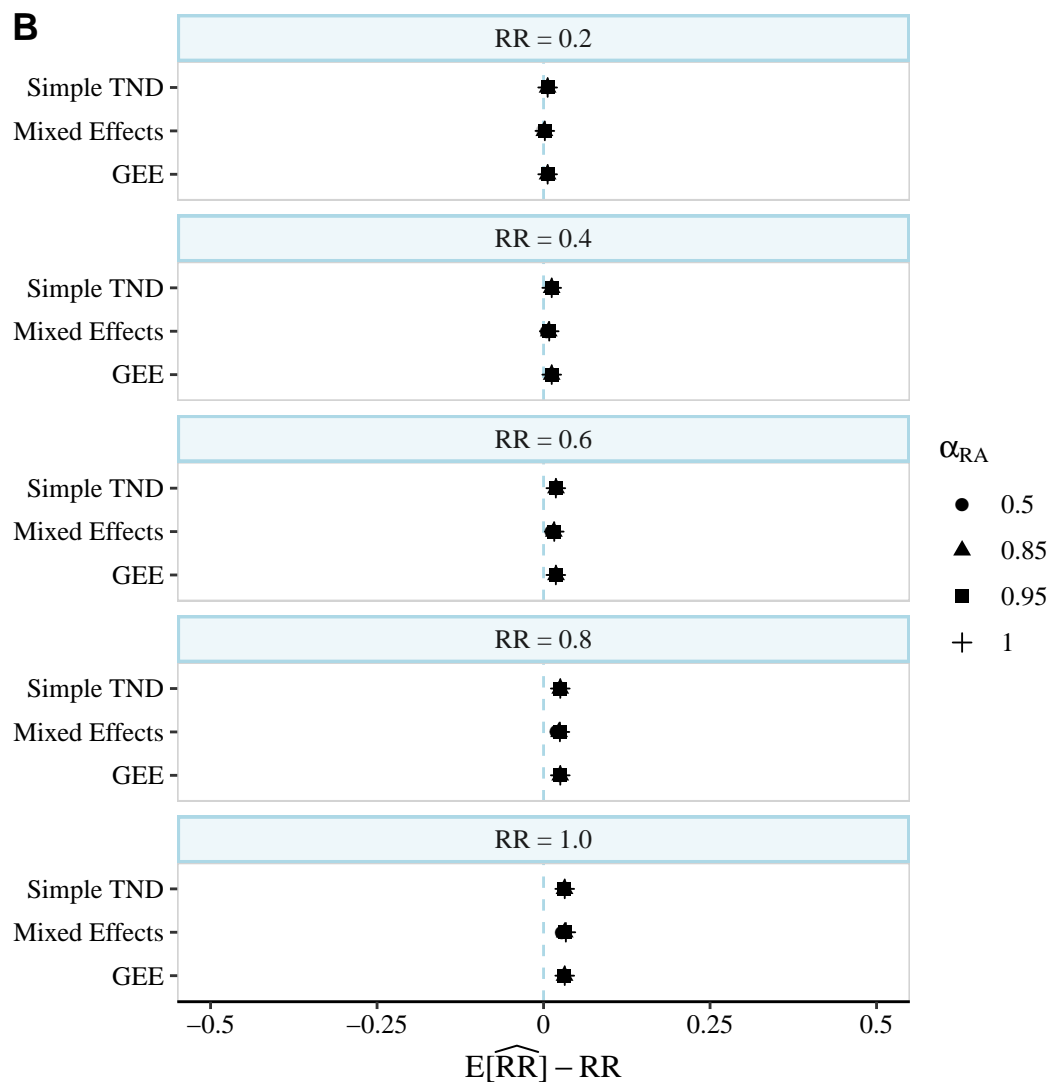 B
RR = 0.2
Simple TND
Mixed Effects
GEE
RR = 0.4
Simple TND
Mixed Effects
GEE
RR = 0.6
Simple TND
Mixed Effects
GEE
RR = 0.8
Simple TND
Mixed Effects
GEE
RR = 1.0
Simple TND
Mixed Effects
GEE
−0.5 −0.25 0 0.25 0.5
E[R̂R̂] − RR
α_RA
0.5
0.85
0.95
1